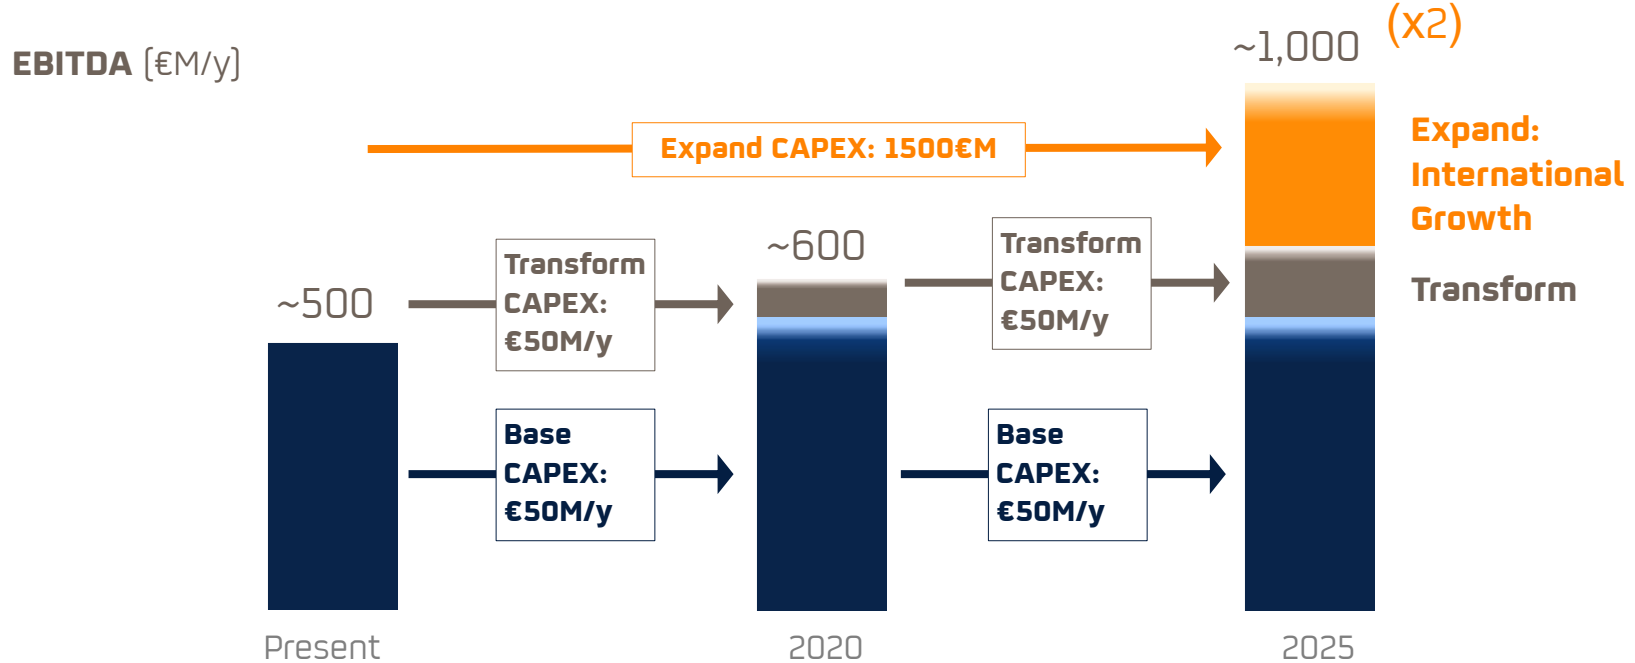 EBITDA (€M/y)
~1,000
(x2)
Expand CAPEX: 1500€M
Expand:
International
Growth
~500
Transform
CAPEX:
€50M/y
~600
Transform
CAPEX:
€50M/y
Transform
Base
CAPEX:
€50M/y
Base
CAPEX:
€50M/y
Present
2020
2025